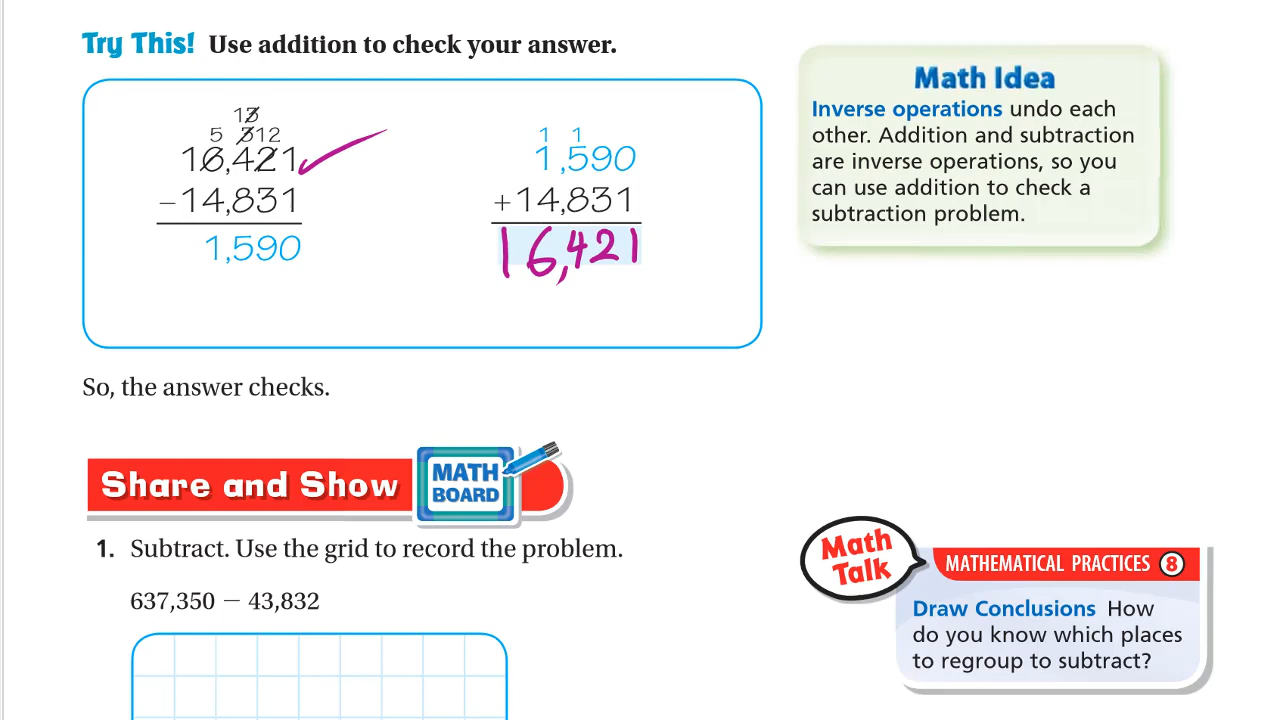 Try This! Use addition to check your answer.
13
5 3 12
16,421
−14,831
1,590
1 1
1,590
+14,831
16,421
Math Idea
Inverse operations undo each
other. Addition and subtraction
are inverse operations, so you
can use addition to check a
subtraction problem.
So, the answer checks.
Share and Show
MATH
BOARD
1. Subtract. Use the grid to record the problem.
637,350 − 43,832
Math
Talk
MATHEMATICAL PRACTICES 8
Draw Conclusions How
do you know which places
to regroup to subtract?